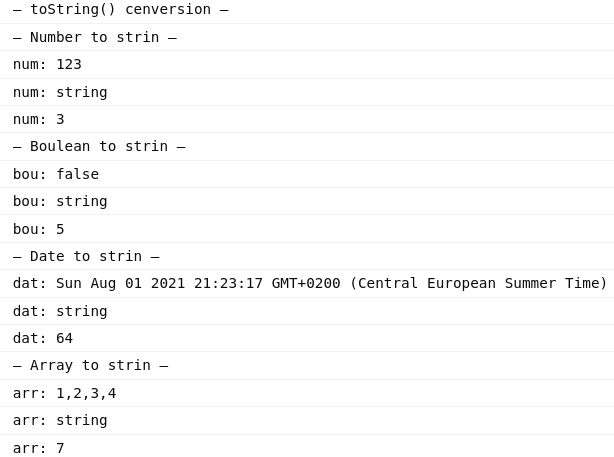 — toString() cenversion —
— Number to strin —
num: 123
num: string
num: 3
— Boulean to strin —
bou: false
bou: string
bou: 5
— Date to strin —
dat: Sun Aug 01 2021 21:23:17 GMT+0200 (Central European Summer Time)
dat: string
dat: 64
— Array to strin —
arr: 1,2,3,4
arr: string
arr: 7